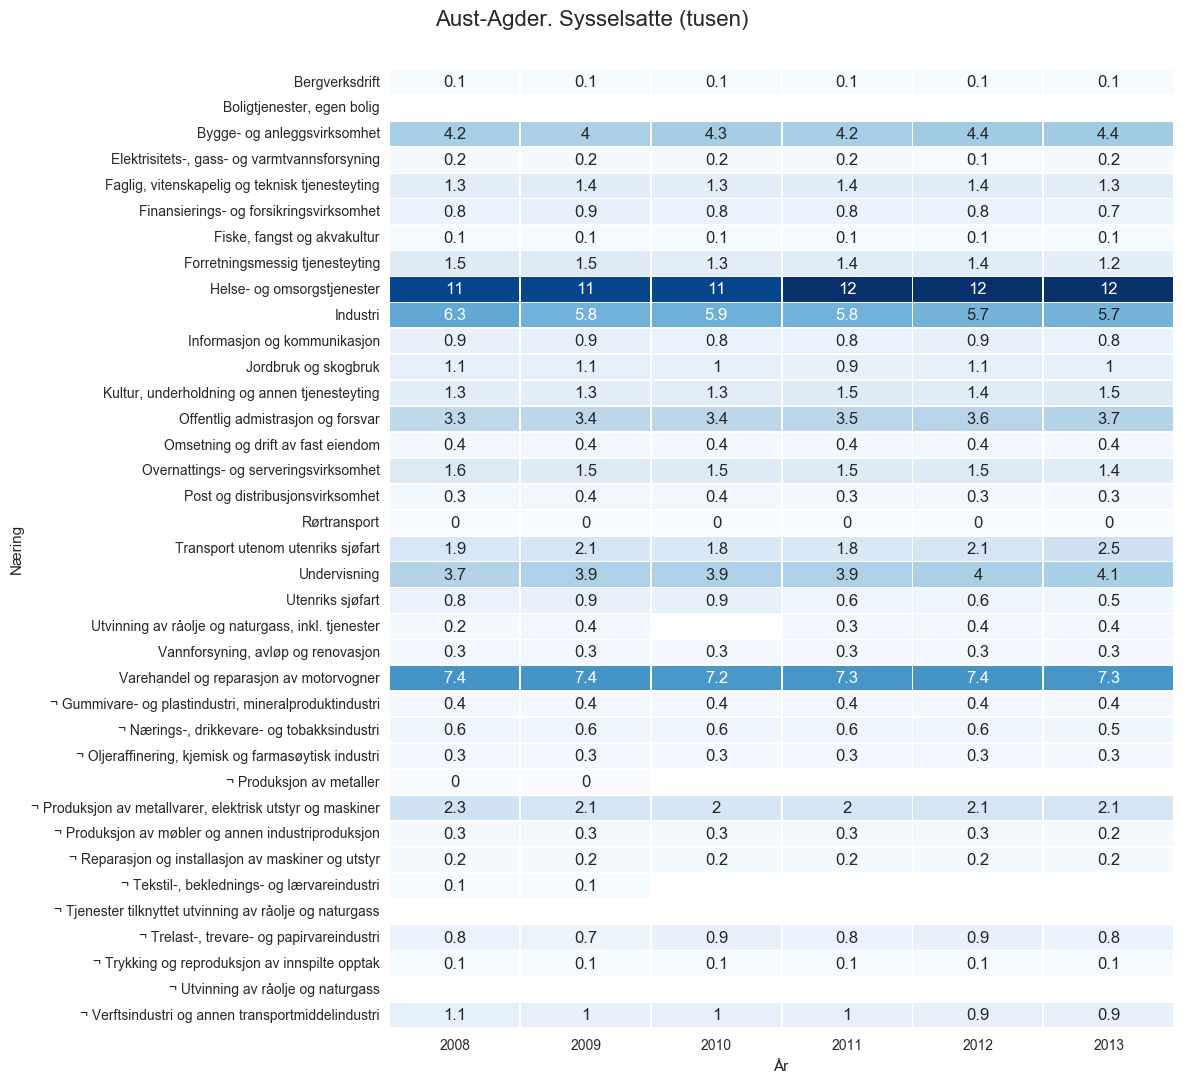 Aust-Agder. Sysselsatte (tusen)
Bergverksdrift 0.1 0.1 0.1 0.1 0.1 0.1
Boligtjenester, egen bolig
Bygge- og anleggsvirksomhet 4.2 4 4.3 4.2 4.4 4.4
Elektrisitets-, gass- og varmtvannsforsyning 0.2 0.2 0.2 0.2 0.1 0.2
Faglig, vitenskapelig og teknisk tjenesteyting 1.3 1.4 1.3 1.4 1.4 1.3
Finansierings- og forsikringsvirksomhet 0.8 0.9 0.8 0.8 0.8 0.7
Fiske, fangst og akvakultur 0.1 0.1 0.1 0.1 0.1 0.1
Forretningsmessig tjenesteyting 1.5 1.5 1.3 1.4 1.4 1.2
Helse- og omsorgstjenester 11 11 11 12 12 12
Industri 6.3 5.8 5.9 5.8 5.7 5.7
Informasjon og kommunikasjon 0.9 0.9 0.8 0.8 0.9 0.8
Jordbruk og skogbruk 1.1 1.1 1 0.9 1.1 1
Kultur, underholdning og annen tjenesteyting 1.3 1.3 1.3 1.5 1.4 1.5
Offentlig admistrasjon og forsvar 3.3 3.4 3.4 3.5 3.6 3.7
Omsetning og drift av fast eiendom 0.4 0.4 0.4 0.4 0.4 0.4
Overnattings- og serveringsvirksomhet 1.6 1.5 1.5 1.5 1.5 1.4
Post og distribusjonsvirksomhet 0.3 0.4 0.4 0.3 0.3 0.3
Rørtransport 0 0 0 0 0 0
Transport utenom utenriks sjøfart 1.9 2.1 1.8 1.8 2.1 2.5
Undervisning 3.7 3.9 3.9 3.9 4 4.1
Utenriks sjøfart 0.8 0.9 0.9 0.6 0.6 0.5
Utvinning av råolje og naturgass, inkl. tjenester 0.2 0.4 0.3 0.4 0.4
Vannforsyning, avløp og renovasjon 0.3 0.3 0.3 0.3 0.3 0.3
Varehandel og reparasjon av motorvogner 7.4 7.4 7.2 7.3 7.4 7.3
¬ Gummivare- og plastindustri, mineralproduktindustri 0.4 0.4 0.4 0.4 0.4 0.4
¬ Nærings-, drikkevare- og tobakksindustri 0.6 0.6 0.6 0.6 0.6 0.5
¬ Oljeraffinering, kjemisk og farmasøytisk industri 0.3 0.3 0.3 0.3 0.3 0.3
¬ Produksjon av metaller 0 0
¬ Produksjon av metallvarer, elektrisk utstyr og maskiner 2.3 2.1 2 2 2.1 2.1
¬ Produksjon av møbler og annen industriproduksjon 0.3 0.3 0.3 0.3 0.3 0.2
¬ Reparasjon og installasjon av maskiner og utstyr 0.2 0.2 0.2 0.2 0.2 0.2
¬ Tekstil-, beklednings- og lærvareindustri 0.1 0.1
¬ Tjenester tilknyttet utvinning av råolje og naturgass
¬ Trelast-, trevare- og papirvareindustri 0.8 0.7 0.9 0.8 0.9 0.8
¬ Trykking og reproduksjon av innspilte opptak 0.1 0.1 0.1 0.1 0.1 0.1
¬ Utvinning av råolje og naturgass
¬ Verftsindustri og annen transportmiddelindustri 1.1 1 1 1 0.9 0.9
2008 2009 2010 2011 2012 2013
År
Næring